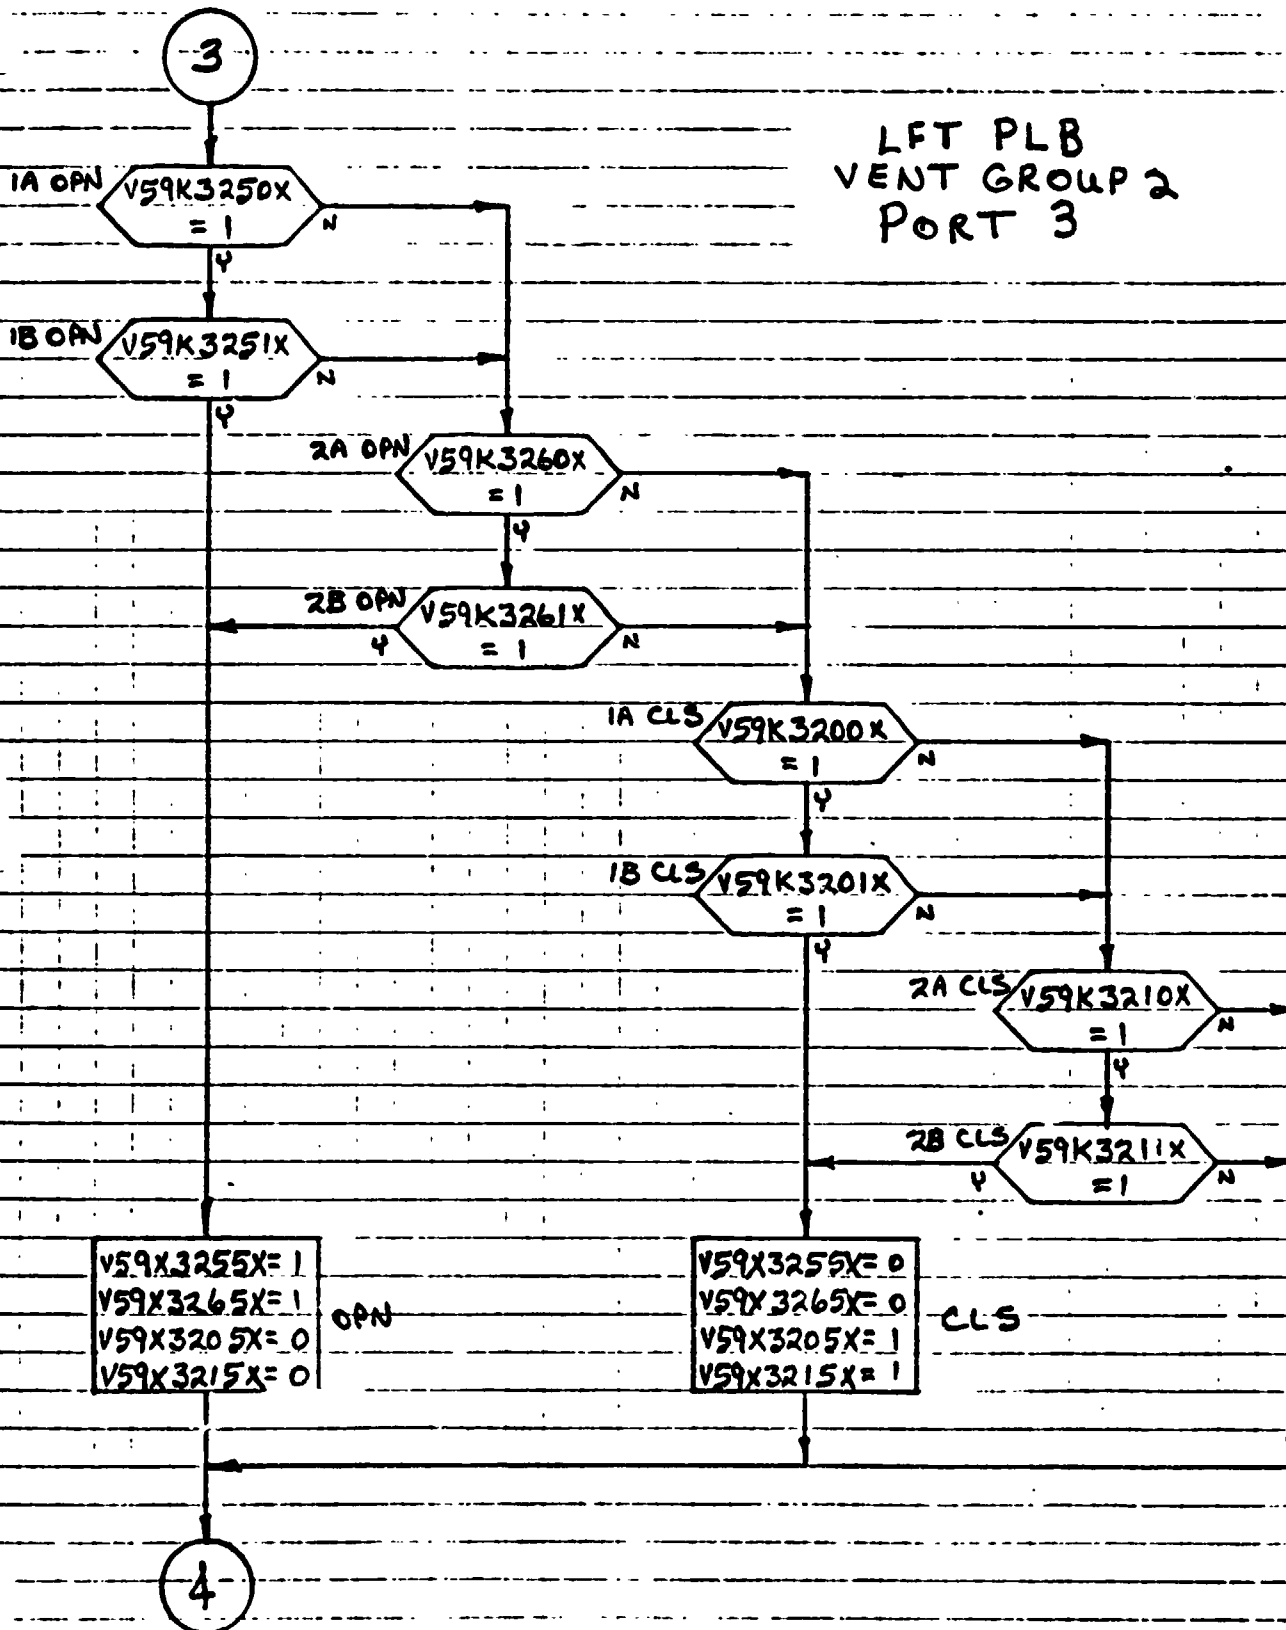 3
LFT PLB
VENT GROUP 2
PORT 3
1A OPN
V59K3250X
= 1
N
Y
1B OPN
V59K3251X
= 1
N
Y
2A OPN
V59K3260X
= 1
N
Y
2B OPN
V59K3261X
= 1
Y
N
1A CLS
V59K3200X
= 1
N
Y
1B CLS
V59K3201X
= 1
N
Y
2A CLS
V59K3210X
= 1
N
Y
2B CLS
V59K3211X
= 1
Y
N
V59X3255X= 1
V59X3265X= 1
V59X3205X= 0
V59X3215X= 0
OPN
V59X3255X= 0
V59X3265X= 0
V59X3205X= 1
V59X3215X= 1
CLS
4